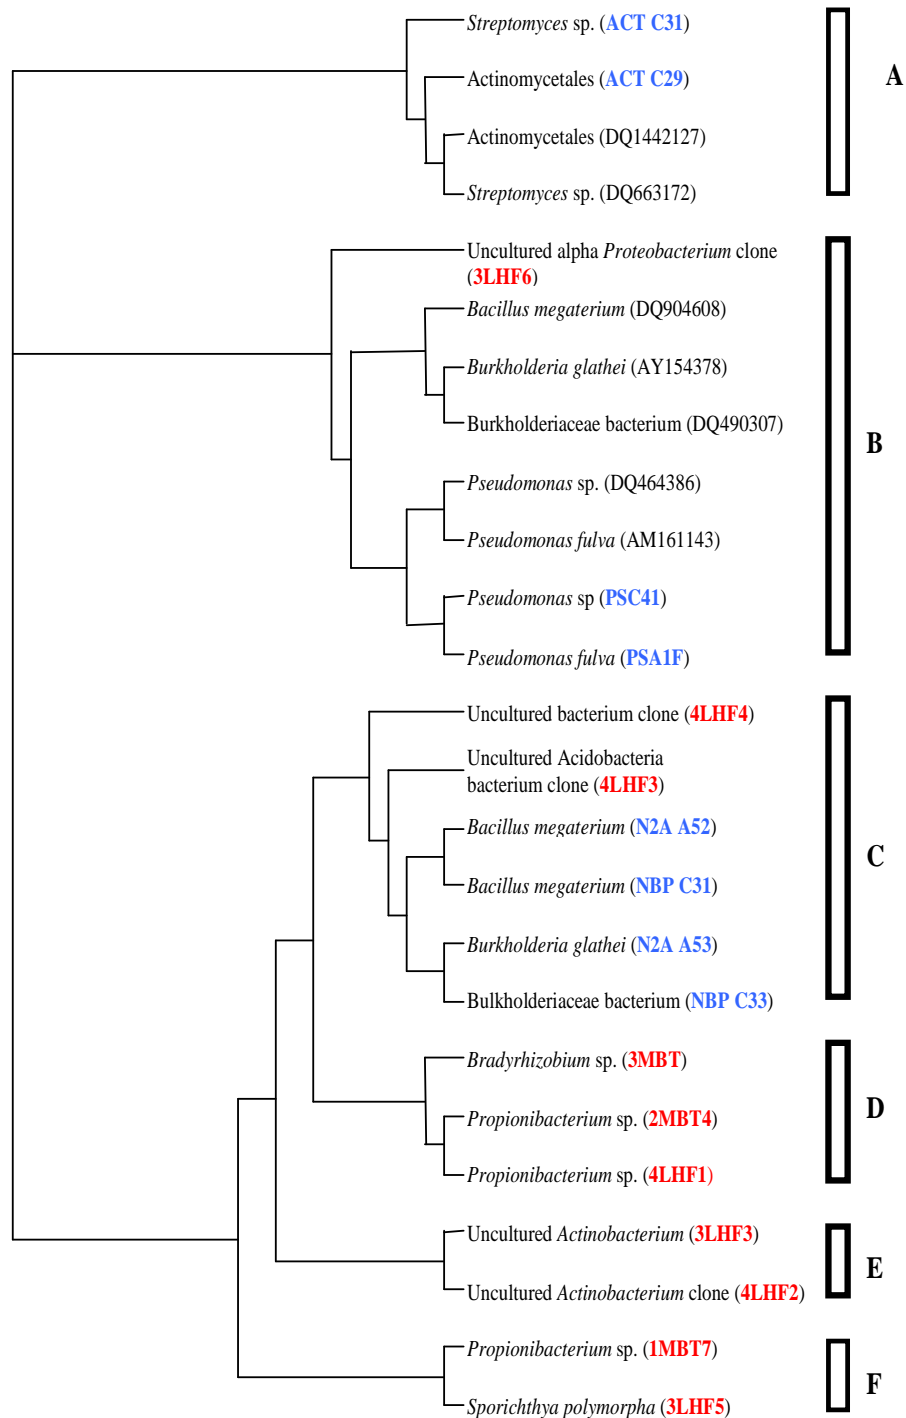 Streptomyces sp. (ACT C31)
Actinomycetales (ACT C29)
A
Actinomycetales (DQ1442127)
Streptomyces sp. (DQ663172)
Uncultured alpha Proteobacterium clone
(3LHF6)
Bacillus megaterium (DQ904608)
Burkholderia glathei (AY154378)
Burkholderiaceae bacterium (DQ490307)
B
Pseudomonas sp. (DQ464386)
Pseudomonas fulva (AM161143)
Pseudomonas sp (PSC41)
Pseudomonas fulva (PSA1F)
Uncultured bacterium clone (4LHF4)
Uncultured Acidobacteria
bacterium clone (4LHF3)
Bacillus megaterium (N2A A52)
C
Bacillus megaterium (NBP C31)
Burkholderia glathei (N2A A53)
Bulkholderiaceae bacterium (NBP C33)
Bradyrhizobium sp. (3MBT)
D
Propionibacterium sp. (2MBT4)
Propionibacterium sp. (4LHF1)
Uncultured Actinobacterium (3LHF3)
E
Uncultured Actinobacterium clone (4LHF2)
Propionibacterium sp. (1MBT7)
F
Sporichthya polymorpha (3LHF5)